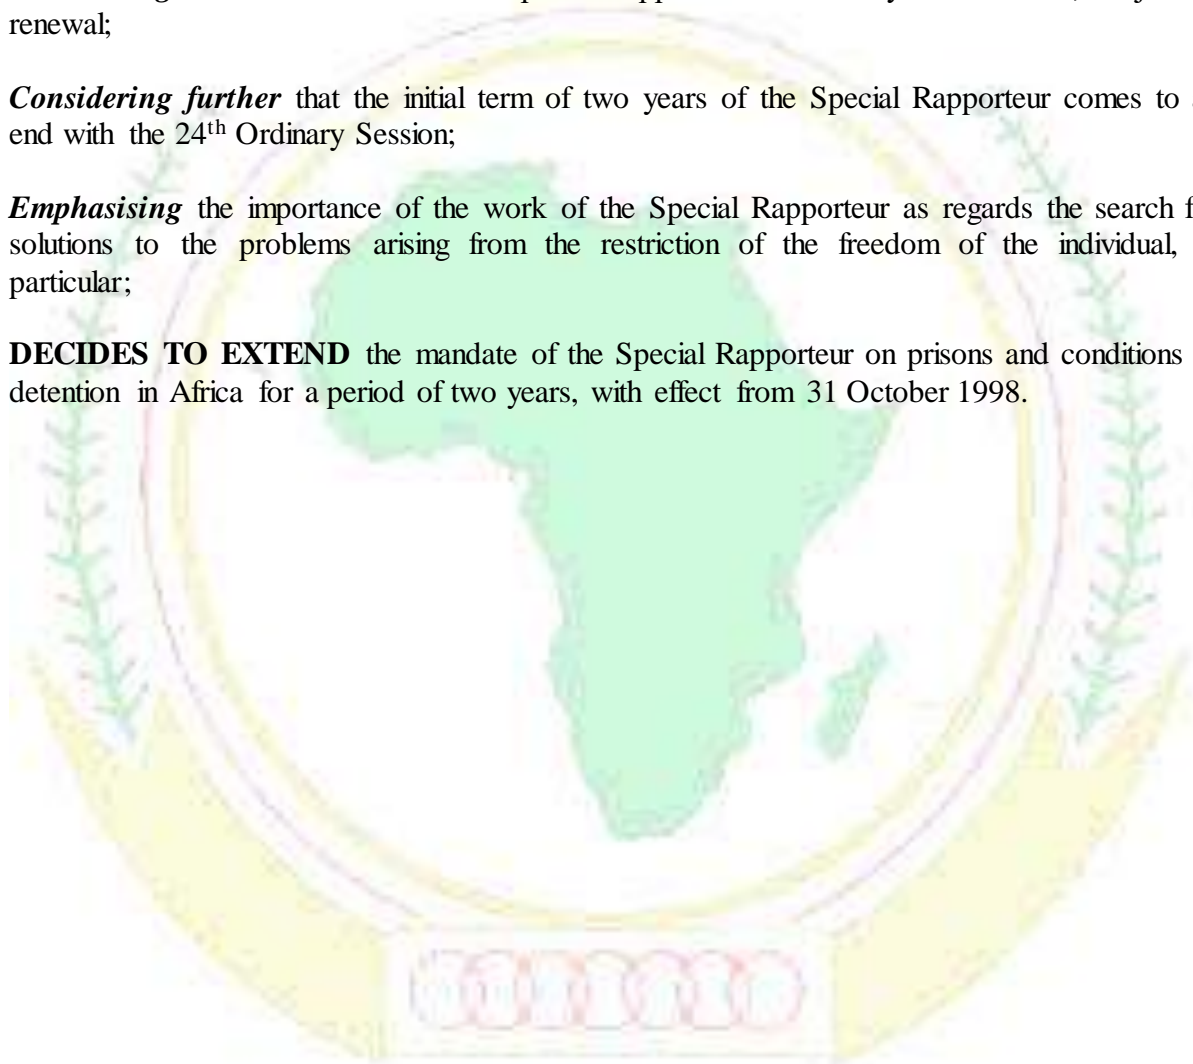 renewal;
Considering further that the initial term of two years of the Special Rapporteur comes to
end with the 24th Ordinary Session;
Emphasising the importance of the work of the Special Rapporteur as regards the search
solutions to the problems arising from the restriction of the freedom of the individual,
particular;
DECIDES TO EXTEND the mandate of the Special Rapporteur on prisons and conditions
detention in Africa for a period of two years, with effect from 31 October 1998.